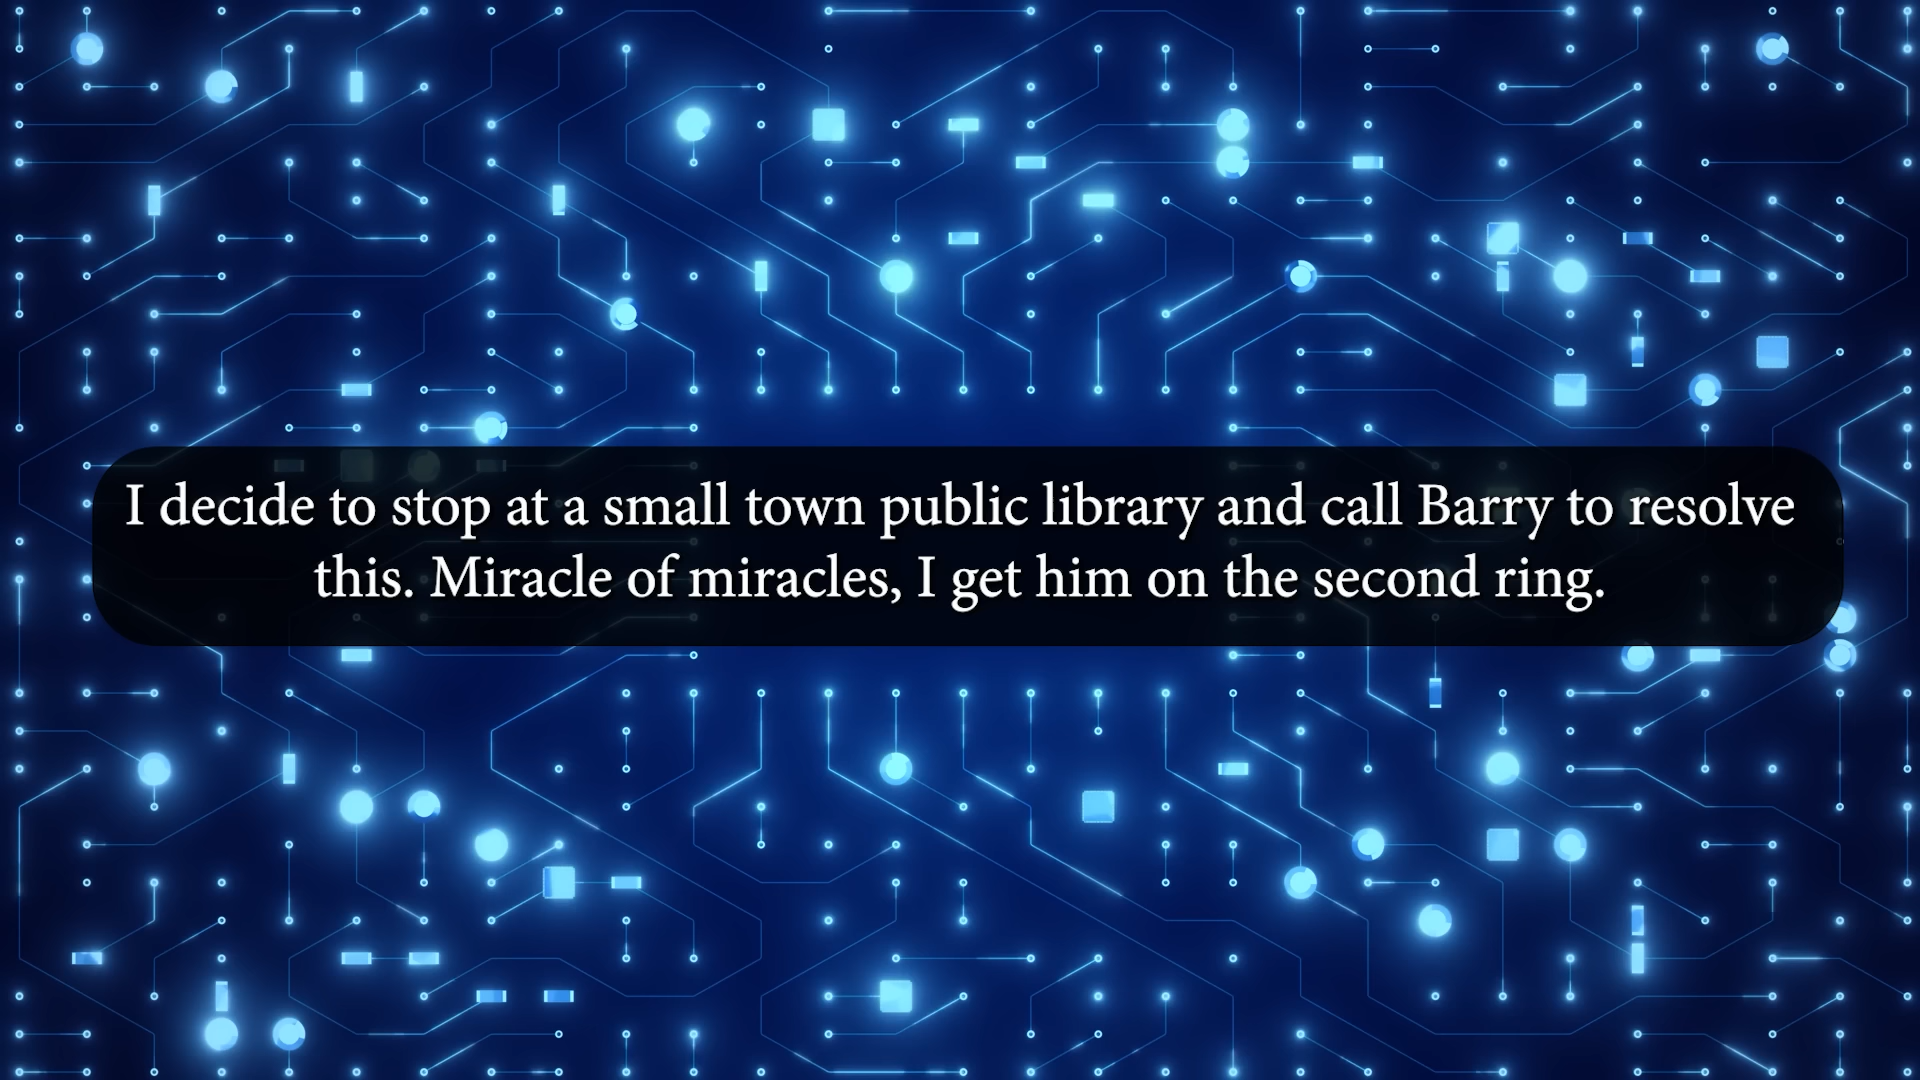 I decide to stop at a small town public library and call Barry to resolve
this. Miracle of miracles, I get him on the second ring.